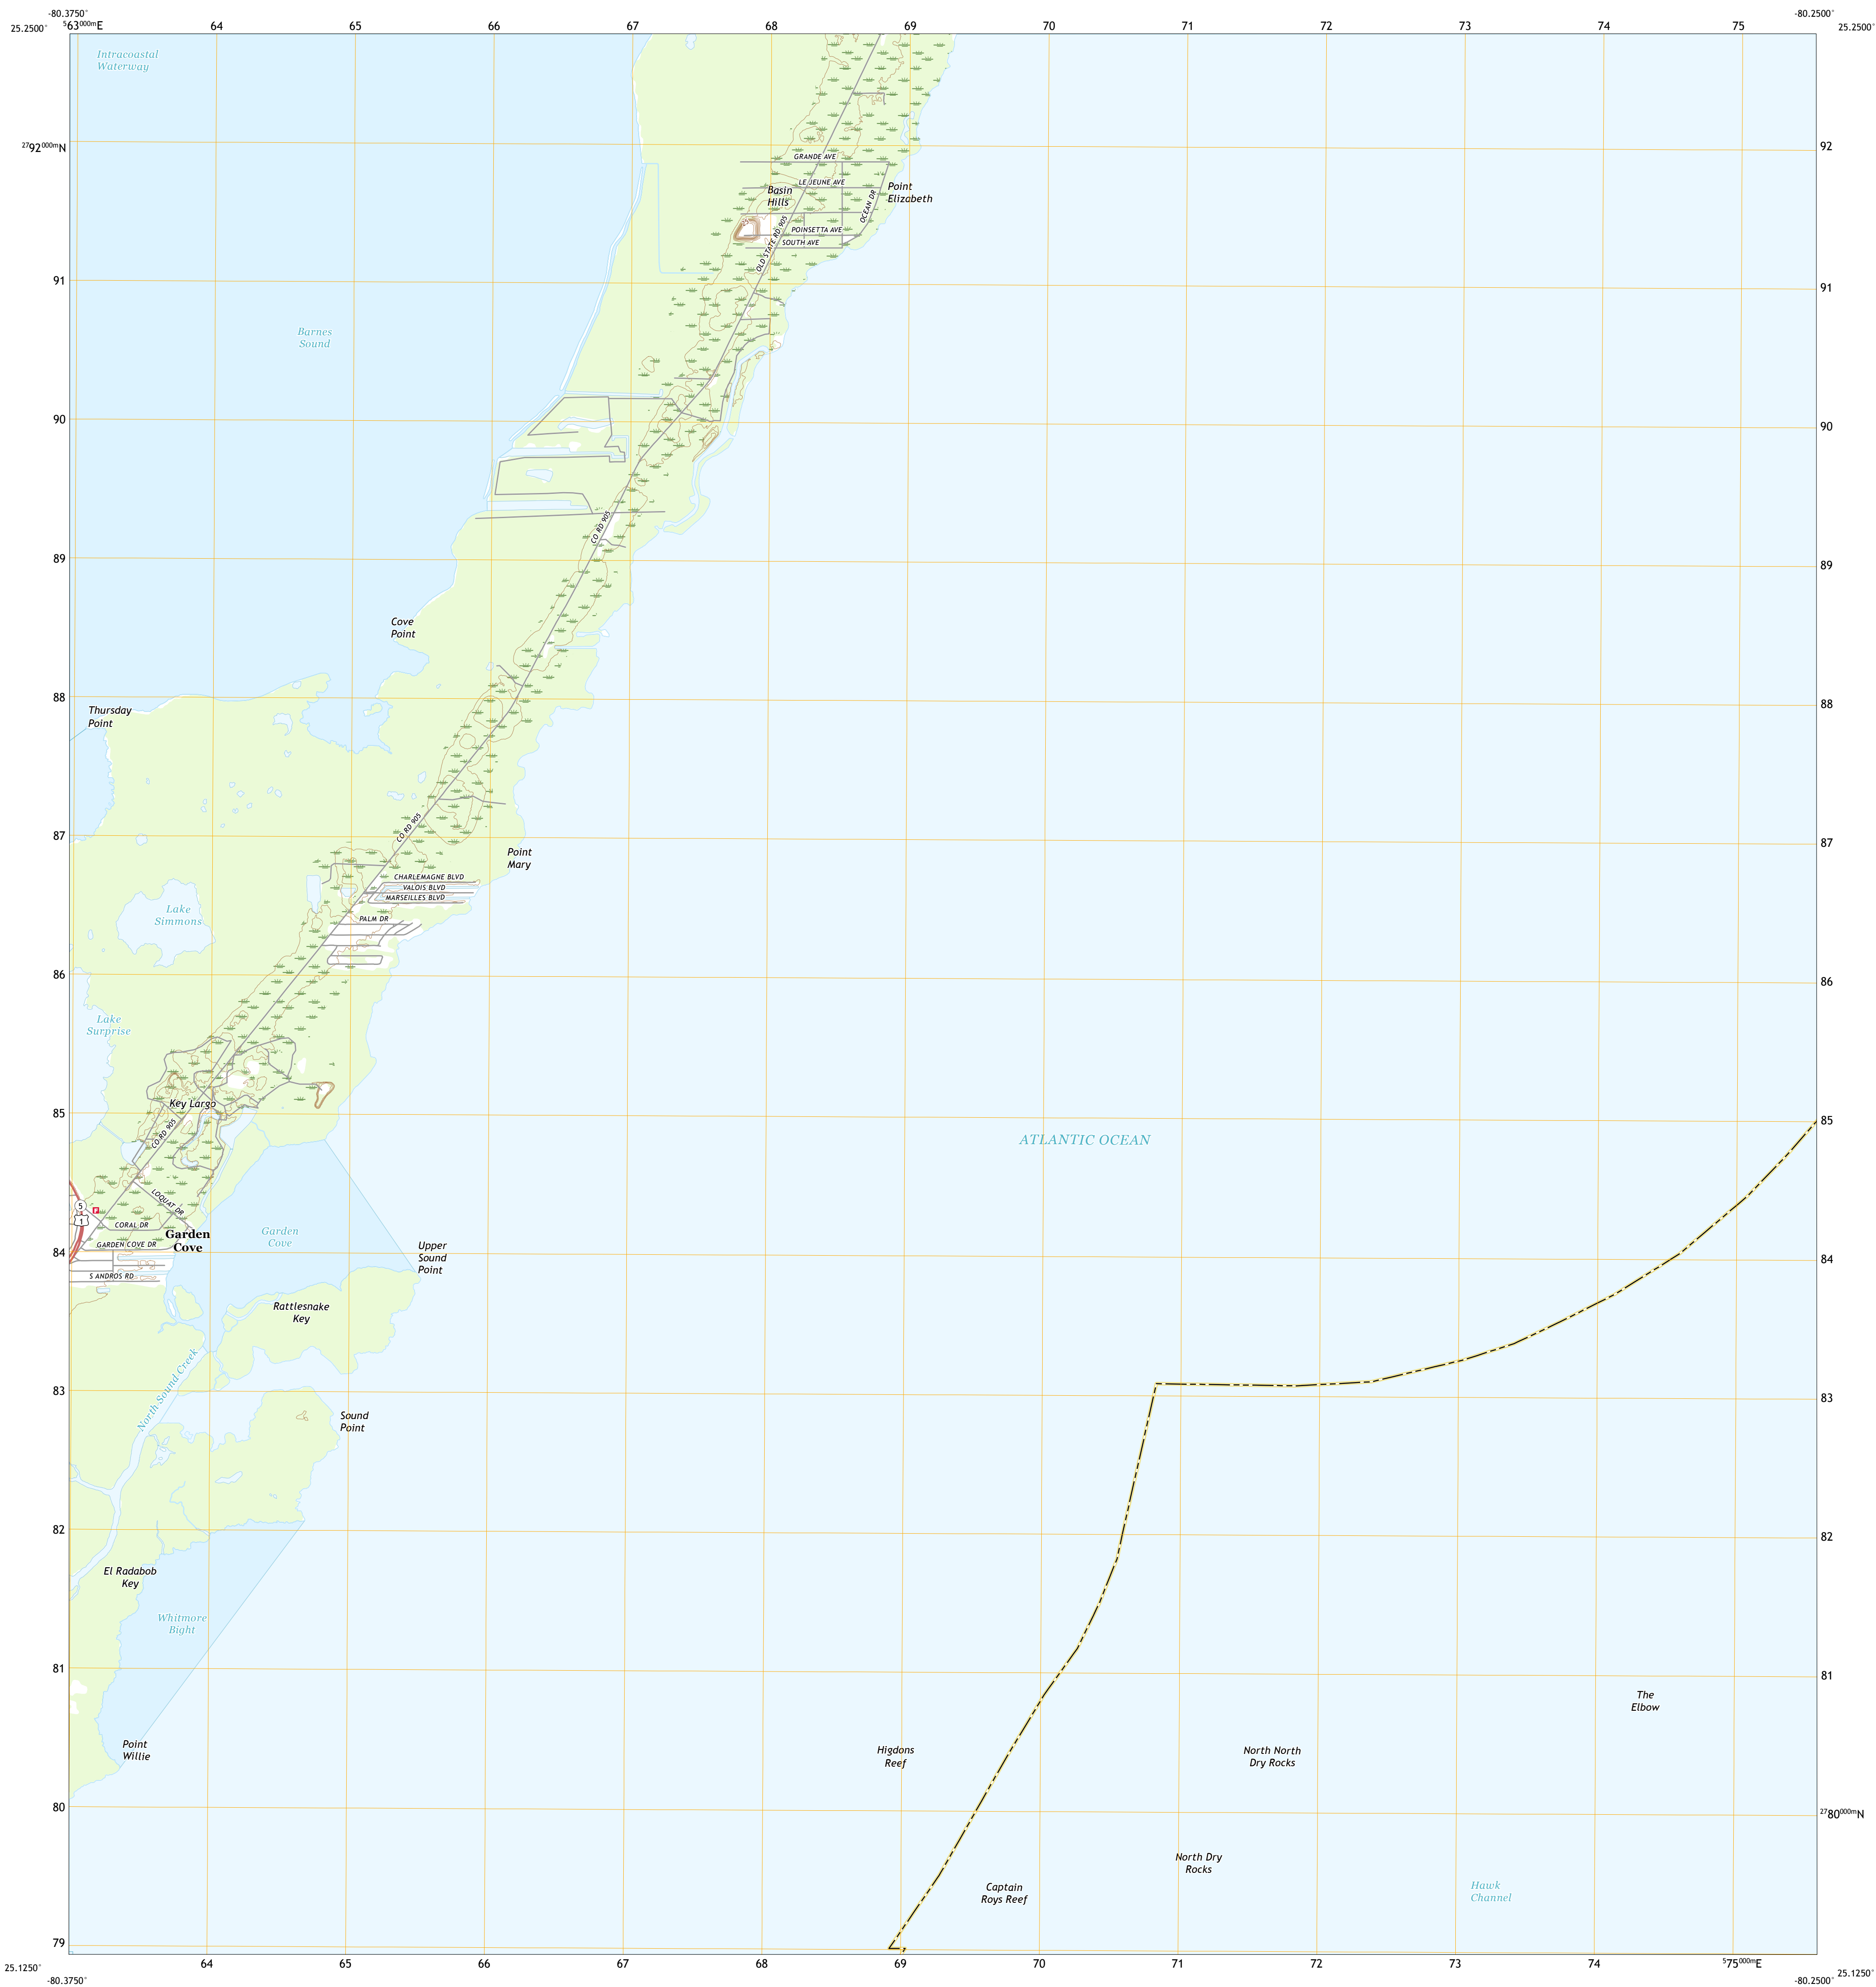 -80.3750°
-80.2500°
25.2500°
⁵63⁰⁰⁰ᵐE
64
65
66
67
68
69
70
71
72
73
74
75
25.2500°
Intracoastal
Waterway
²⁷92⁰⁰⁰ᵐN
92
GRANDE AVE
LE JEUNE AVE
Basin
Hills
Point
Elizabeth
OCEAN DR
POINSETTA AVE
SOUTH AVE
OLD STATE RD 905
91
91
Barnes
Sound
90
90
CO RD 905
89
89
Cove
Point
88
88
Thursday
Point
CO RD 905
87
87
Point
Mary
CHARLEMAGNE BLVD
VALOIS BLVD
MARSEILLES BLVD
PALM DR
Lake
Simmons
86
86
Lake
Surprise
Key Largo
85
85
CO RD 905
ATLANTIC OCEAN
LOQUAT DR
5
1
F
CORAL DR
Garden
Cove
GARDEN COVE DR
Garden
Cove
Upper
Sound
Point
84
84
S ANDROS RD
Rattlesnake
Key
North Sound Creek
83
83
Sound
Point
82
82
El Radabob
Key
Whitmore
Bight
81
81
The
Elbow
Point
Willie
Higdons
Reef
North North
Dry Rocks
80
²⁷80⁰⁰⁰ᵐN
North Dry
Rocks
Captain
Roys Reef
Hawk
Channel
79
25.1250°
64
65
66
67
68
69
70
71
72
73
74
⁵75⁰⁰⁰ᵐE
25.1250°
-80.3750°
-80.2500°